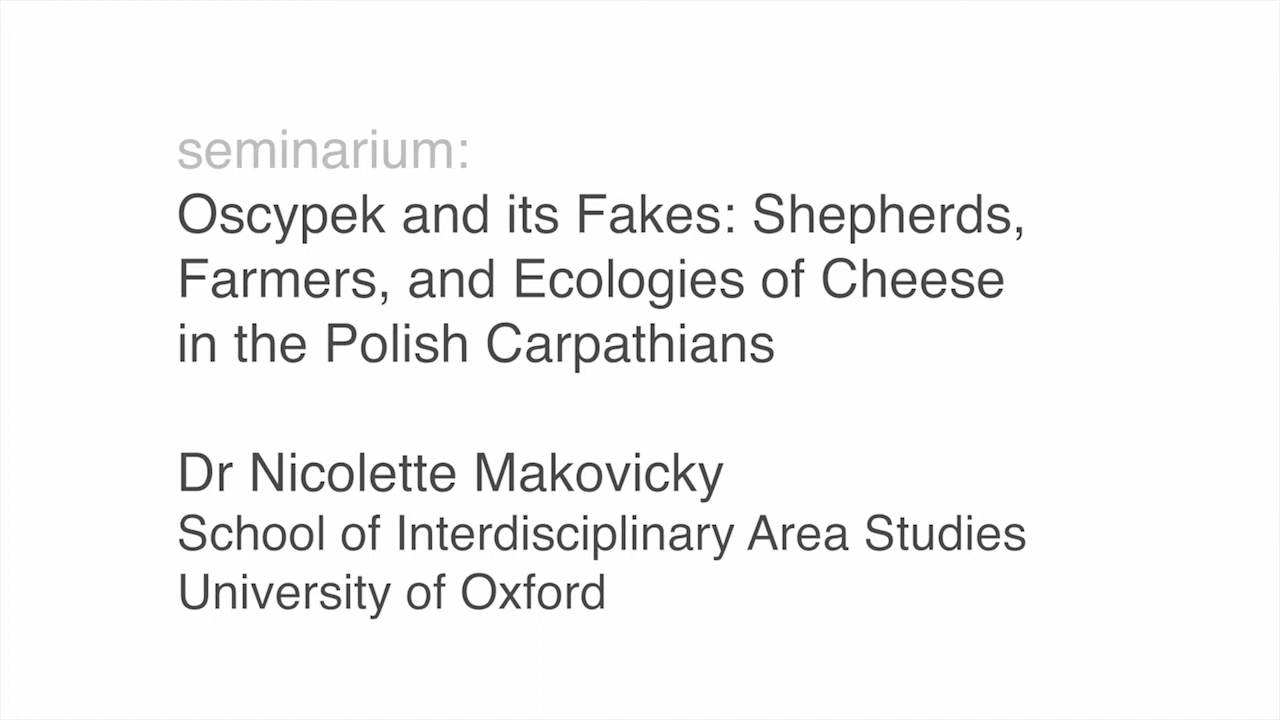 seminarium:
Oscypek and its Fakes: Shepherds,
Farmers, and Ecologies of Cheese
in the Polish Carpathians
Dr Nicolette Makovicky
School of Interdisciplinary Area Studies
University of Oxford